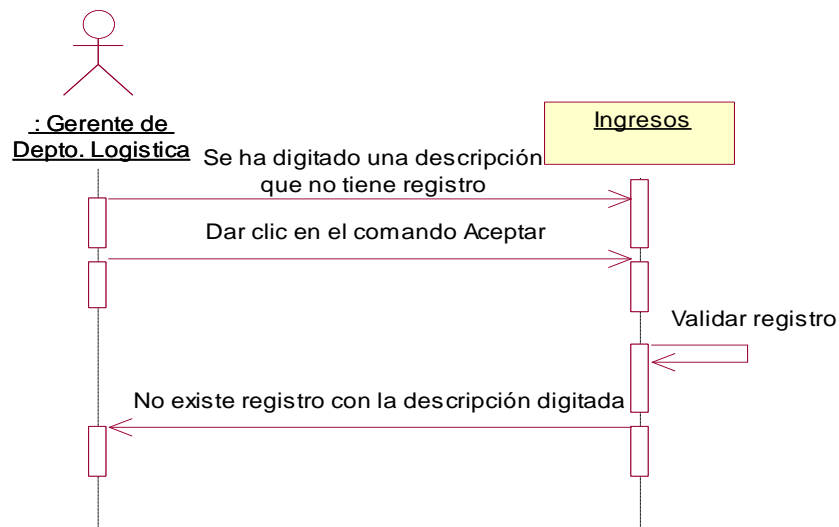 : Gerente de
Depto. Logistica
Ingresos
Se ha digitado una descripción
que no tiene registro
Dar clic en el comando Aceptar
Validar registro
No existe registro con la descripción digitada